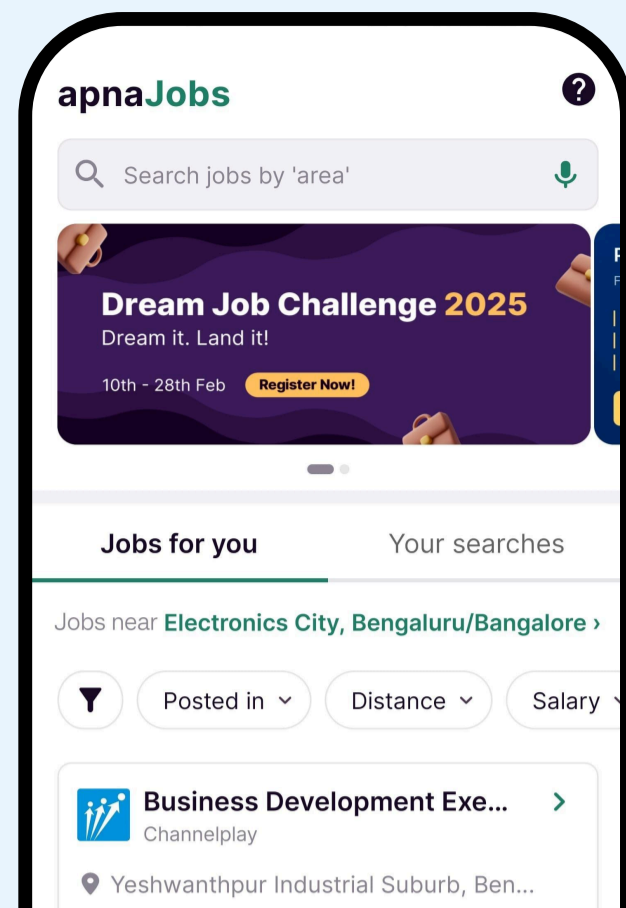 apnaJobs
Search jobs by 'area'
Dream Job Challenge 2025
Dream it. Land it!
10th - 28th Feb Register Now!
Jobs for you Your searches
Jobs near Electronics City, Bengaluru/Bangalore ›
Posted in Distance Salary
Business Development Exe...
Channelplay
Yeshwanthpur Industrial Suburb, Ben...